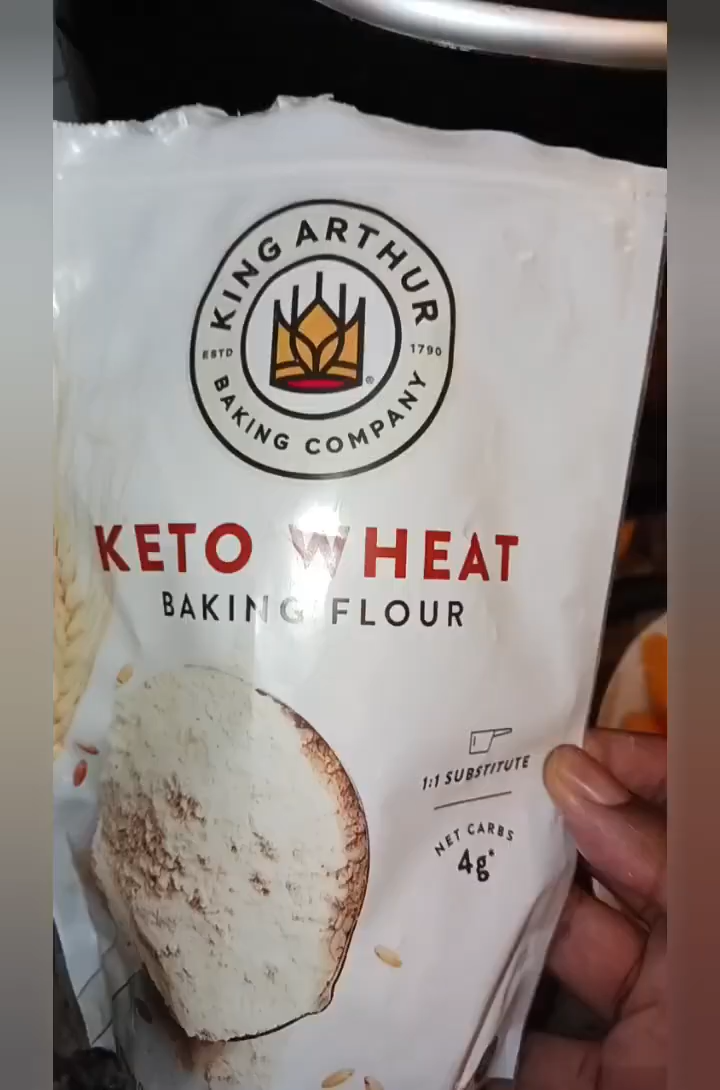 KING ARTHUR
ESTD 1790
BAKING COMPANY
®
KETO WHEAT
BAKING FLOUR
1:1 SUBSTITUTE
NET CARBS
4g*